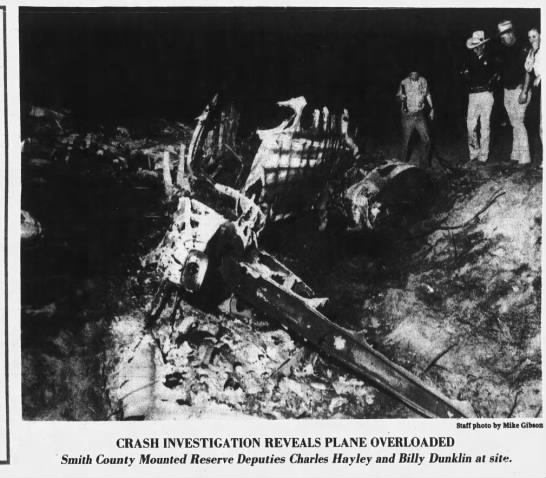 Staff photo by Mike Gibson
CRASH INVESTIGATION REVEALS PLANE OVERLOADED
Smith County Mounted Reserve Deputies Charles Hayley and Billy Dunklin at site.